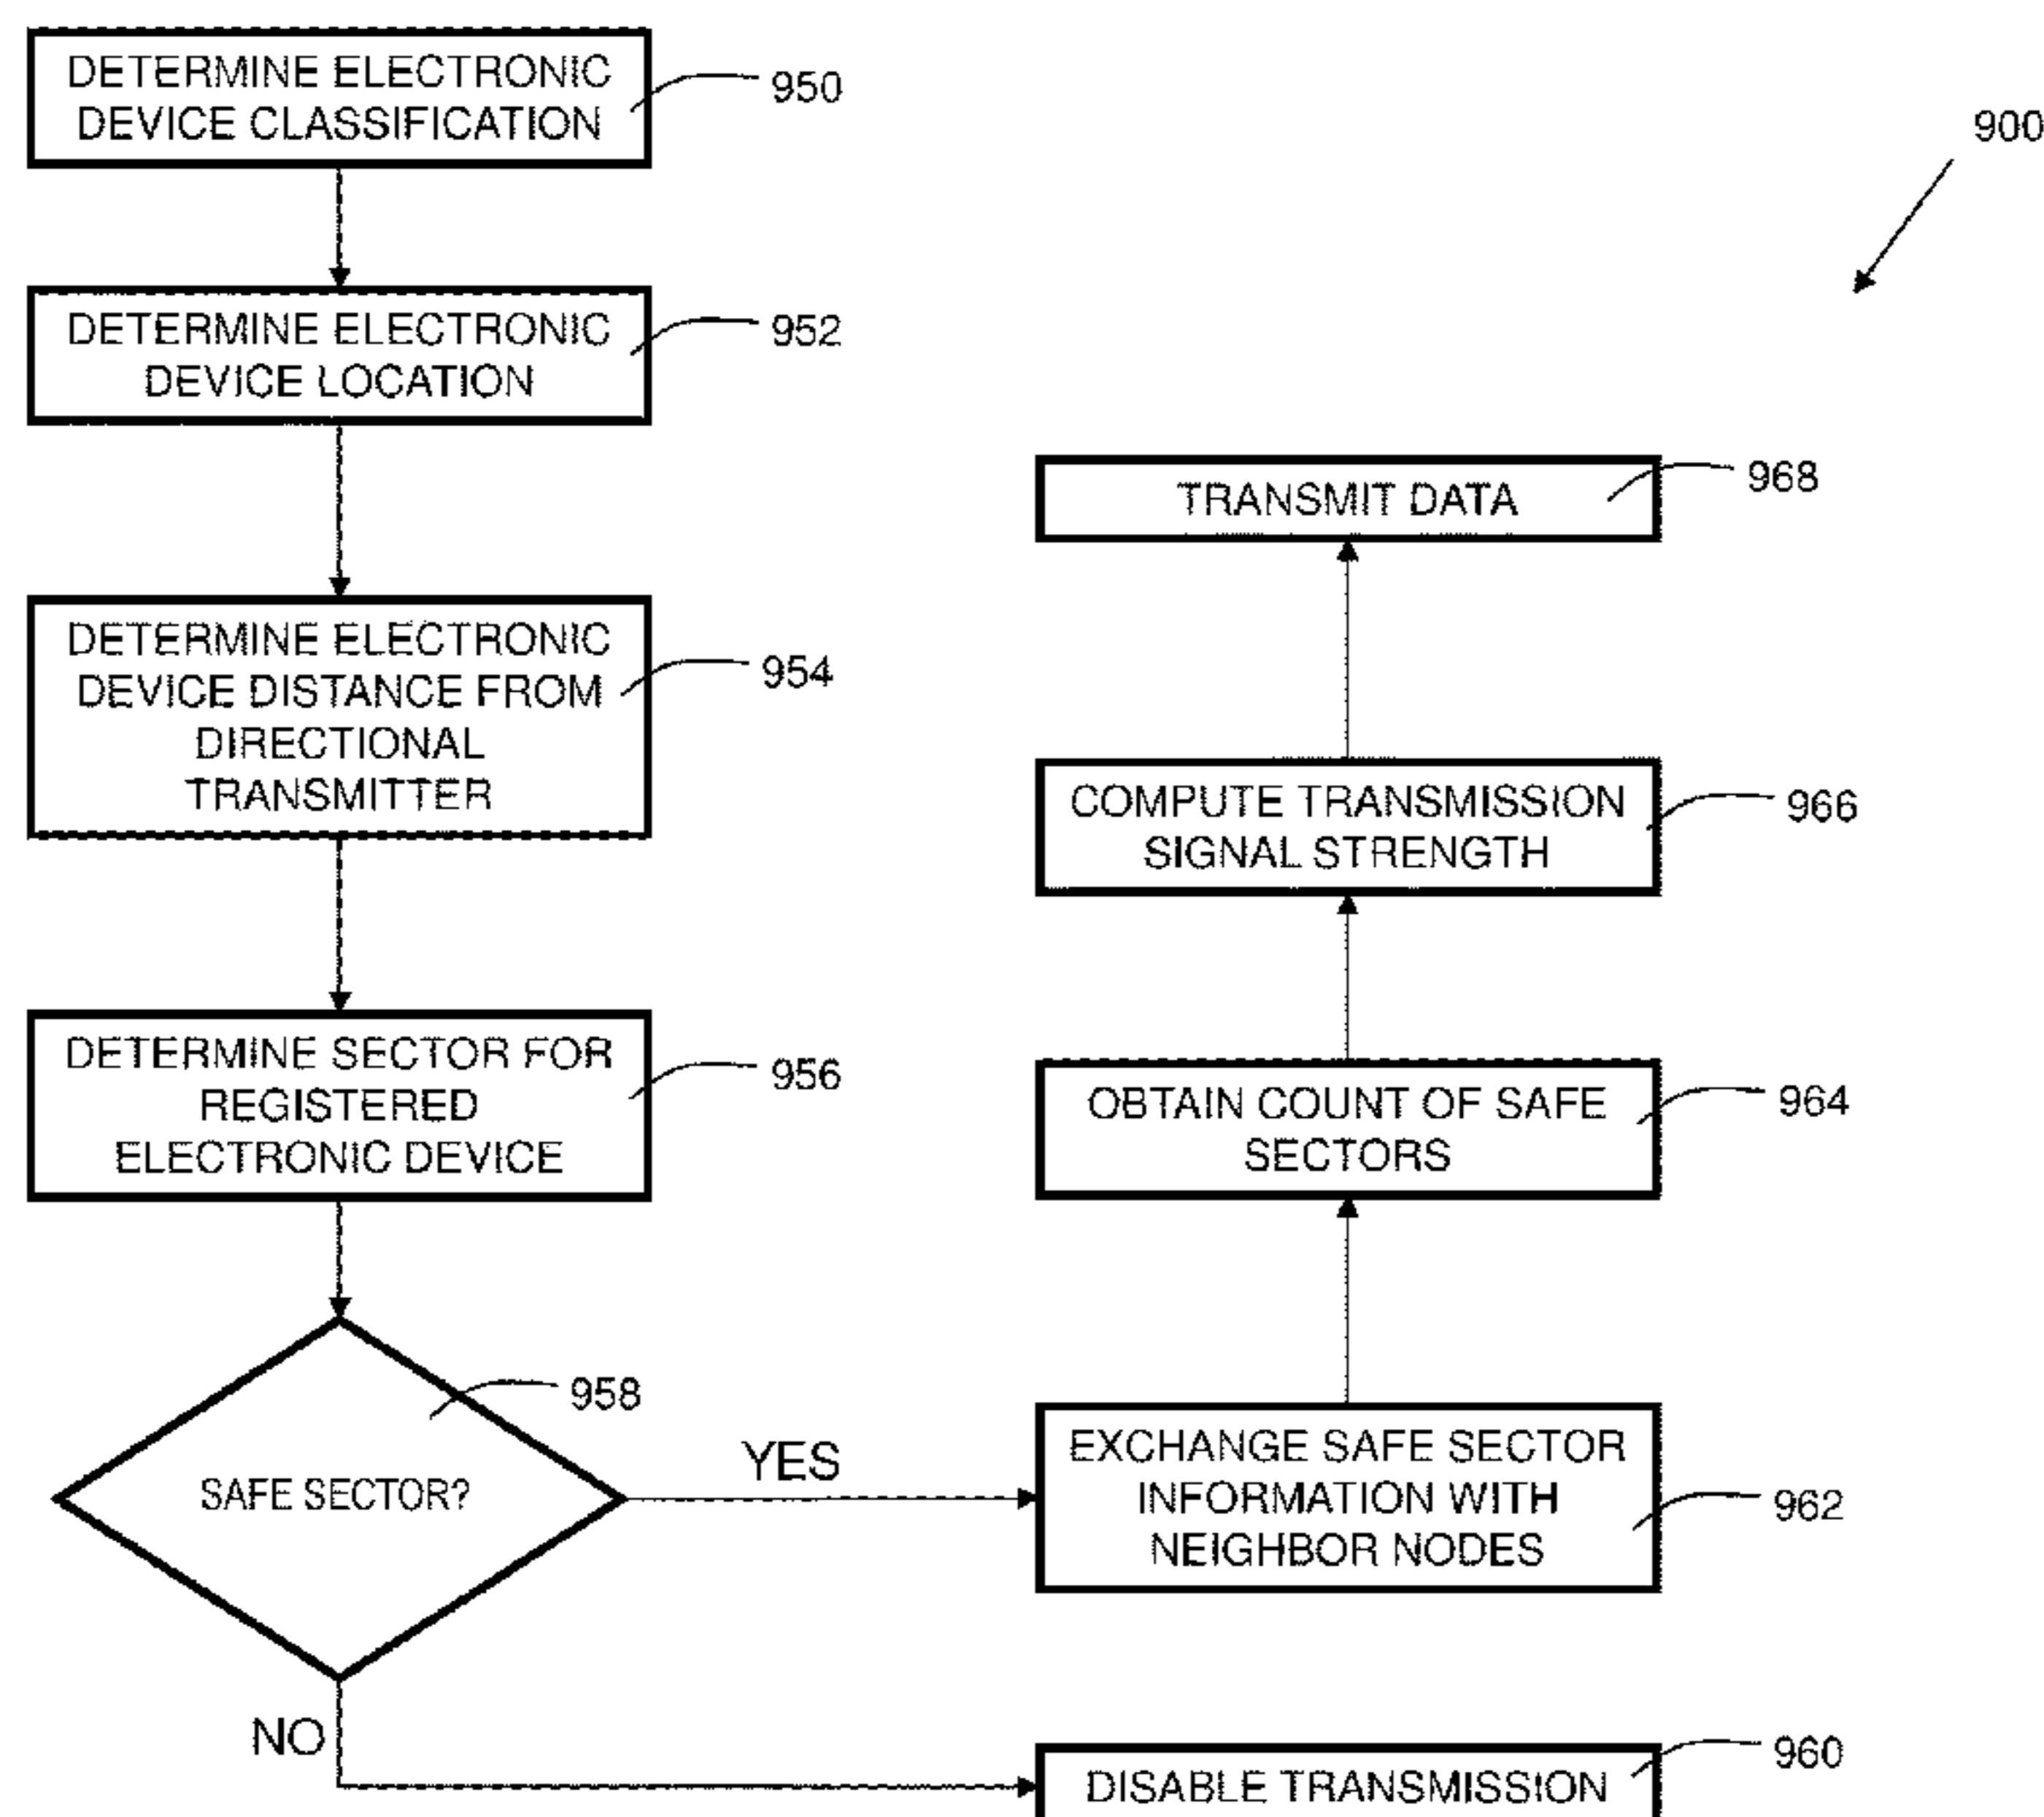 DETERMINE ELECTRONIC
DEVICE CLASSIFICATION
950
900
DETERMINE ELECTRONIC
DEVICE LOCATION
952
DETERMINE ELECTRONIC
DEVICE DISTANCE FROM
DIRECTIONAL
TRANSMITTER
954
DETERMINE SECTOR FOR
REGISTERED
ELECTRONIC DEVICE
956
SAFE SECTOR?
958
YES
NO
TRANSMIT DATA
968
COMPUTE TRANSMISSION
SIGNAL STRENGTH
966
OBTAIN COUNT OF SAFE
SECTORS
964
EXCHANGE SAFE SECTOR
INFORMATION WITH
NEIGHBOR NODES
962
DISABLE TRANSMISSION
960